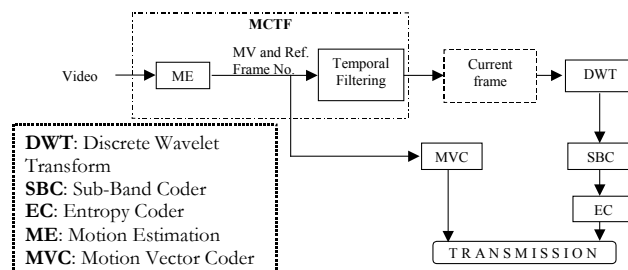 MCTF
MV and Ref.
Frame No.
Video
ME
Temporal
Filtering
Current
frame
DWT
DWT: Discrete Wavelet
Transform
SBC: Sub-Band Coder
EC: Entropy Coder
ME: Motion Estimation
MVC: Motion Vector Coder
MVC
SBC
EC
TRANSMISSION